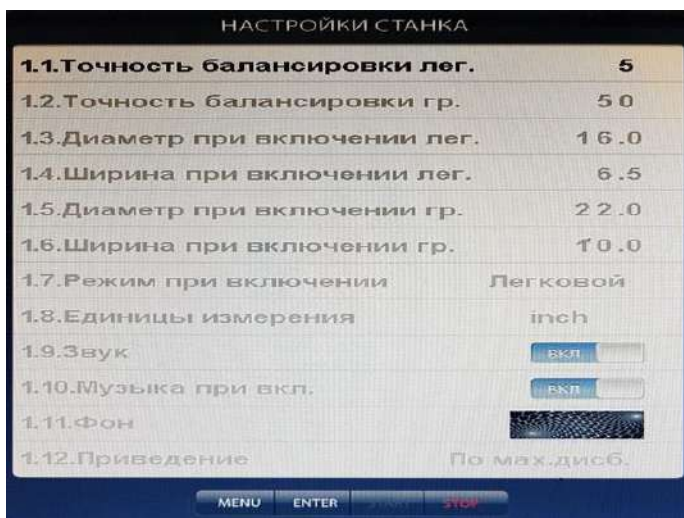 НАСТРОЙКИ СТАНКА
1.1.Точность балансировки лег. 5
1.2.Точность балансировки гр. 50
1.3.Диаметр при включении лег. 16.0
1.4.Ширина при включении лег. 6.5
1.5.Диаметр при включении гр. 22.0
1.6.Ширина при включении гр. 10.0
1.7.Режим при включении Легковой
1.8.Единицы измерения inch
1.9.Звук ВКЛ
1.10.Музыка при вкл. ВКЛ
1.11.Фон
1.12.Приведение По мах.дисб.
MENU ENTER START STOP